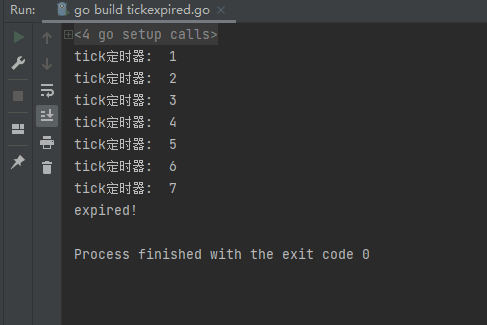 Run: go build tickexpired.go
<4 go setup calls>
tick定时器:  1
tick定时器:  2
tick定时器:  3
tick定时器:  4
tick定时器:  5
tick定时器:  6
tick定时器:  7
expired!
Process finished with the exit code 0